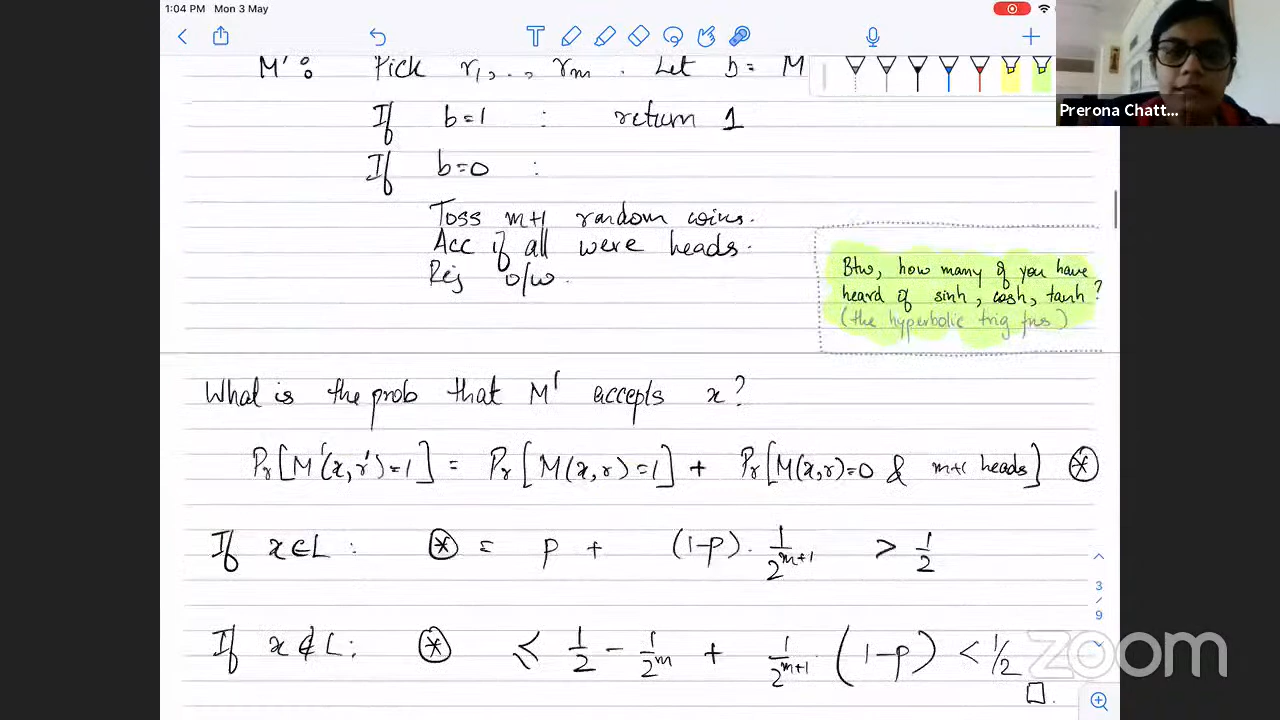 1:04 PM Mon 3 May
M' : Pick r₁, .., rₘ . Let b = M
If b=1 : return 1
If b=0 :
Toss m+1 random coins.
Acc if all were heads.
Rej o/w.
Prerona Chatt...
Btw, how many of you have
heard of sinh, cosh, tanh?
(the hyperbolic trig fns)
What is the prob that M' accepts x?
Pr[M'(x,r')=1] = Pr[M(x,r)=1] + Pr[M(x,r)=0 & m+1 heads] ⊛
If x∈L : ⊛ = p + (1-p). 1/2^{m+1} > 1/2
If x∉L : ⊛ ≤ 1/2 - 1/2^m + 1/2^{m+1} . (1-p) < 1/2
□.
3
/
9
zoom